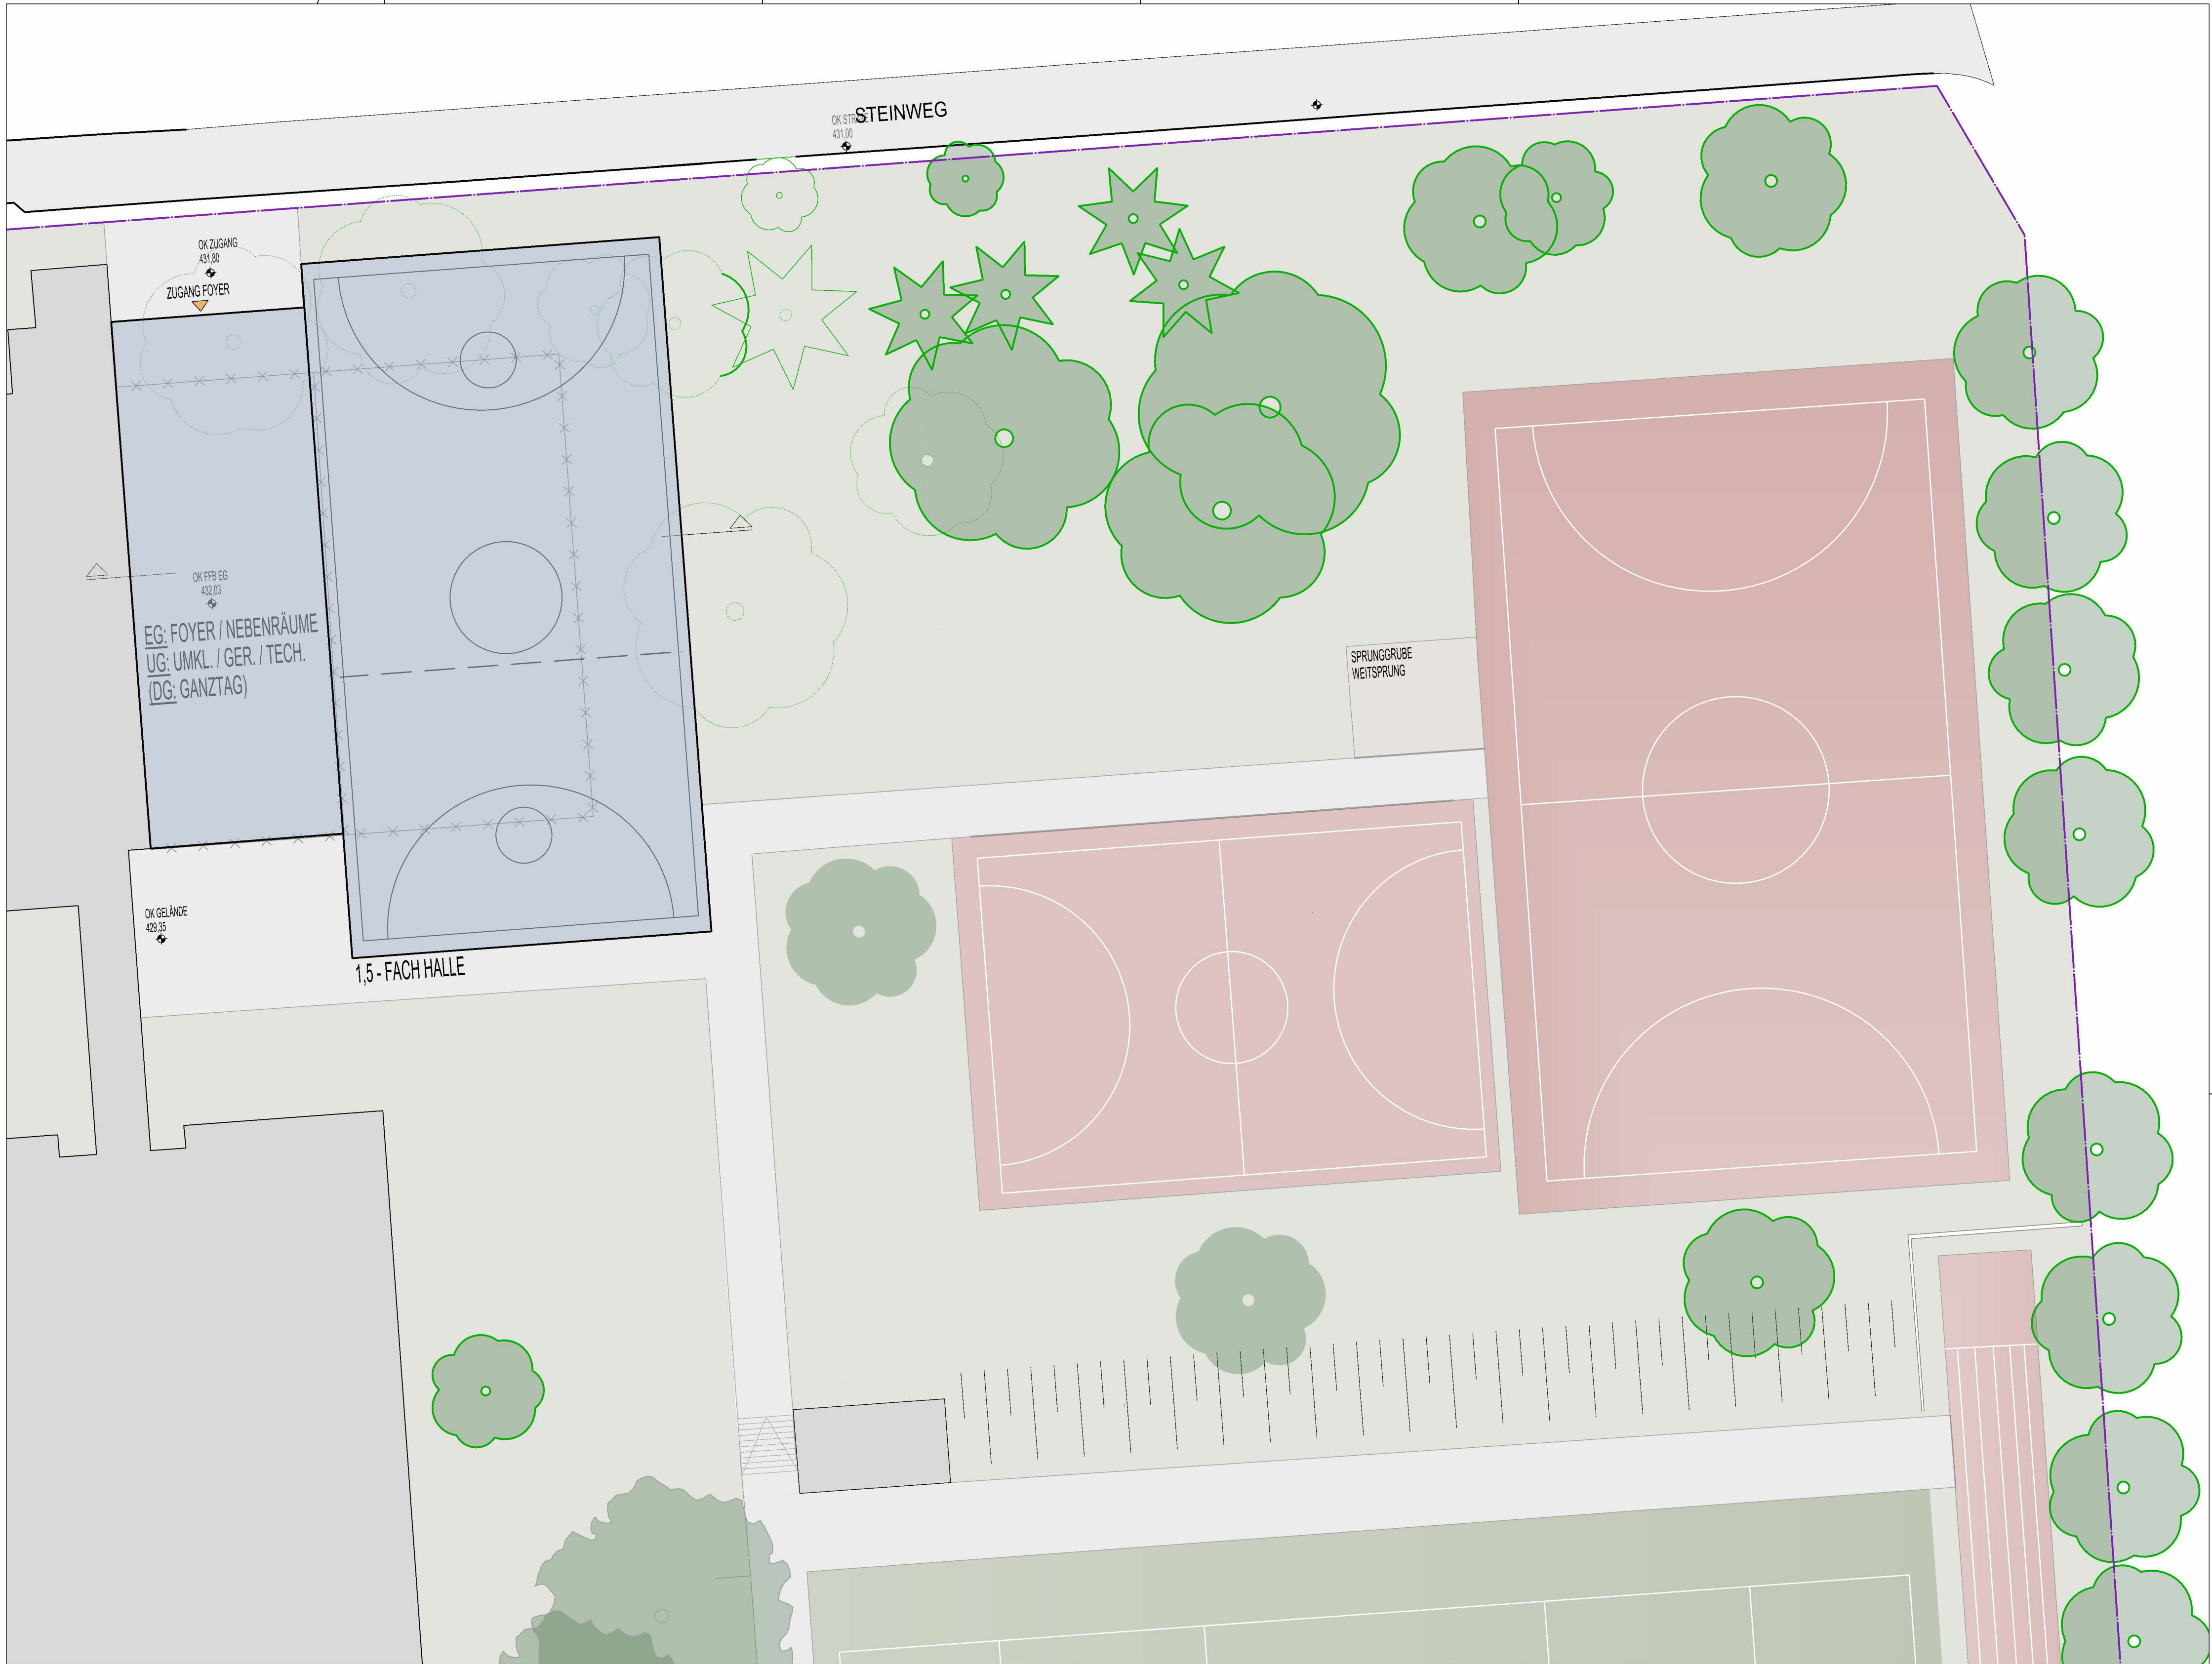 STEINWEG
OK STRAßE
431,00
OK ZUGANG
431,80
ZUGANG FOYER
OK FFB EG
432,03
EG: FOYER / NEBENRÄUME
UG: UMKL. / GER. / TECH.
(DG: GANZTAG)
SPRUNGGRUBE
WEITSPRUNG
OK GELÄNDE
429,35
1,5 - FACH HALLE